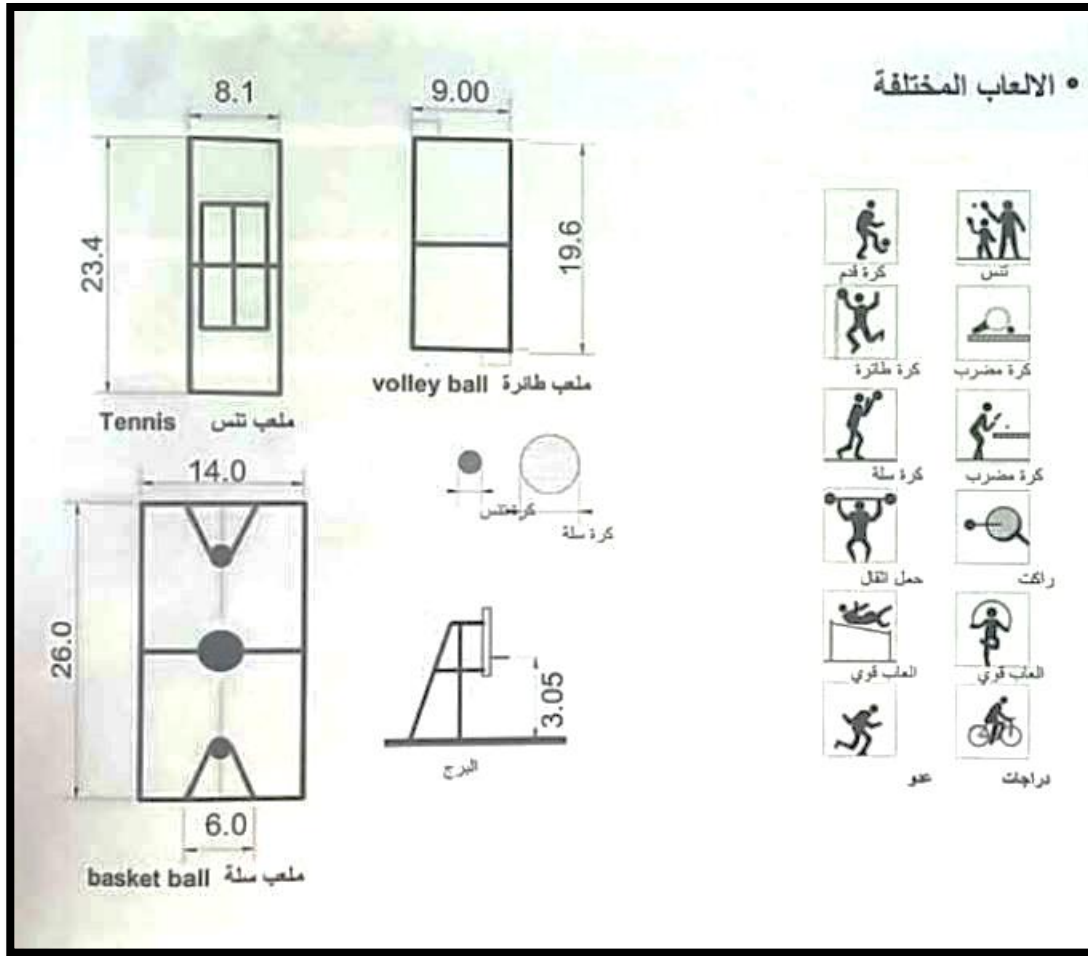 • الالعاب المختلفة
8.1
9.00
23.4
19.6
Tennis ملعب تنس
volley ball ملعب طائرة
14.0
26.0
6.0
basket ball ملعب سلة
كرة تنس
كرة سلة
3.05
البرج
تنس
كرة قدم
كرة مضرب
كرة طائرة
كرة مضرب
كرة سلة
راكت
حمل اثقال
العاب قوي
العاب قوي
دراجات
عدو